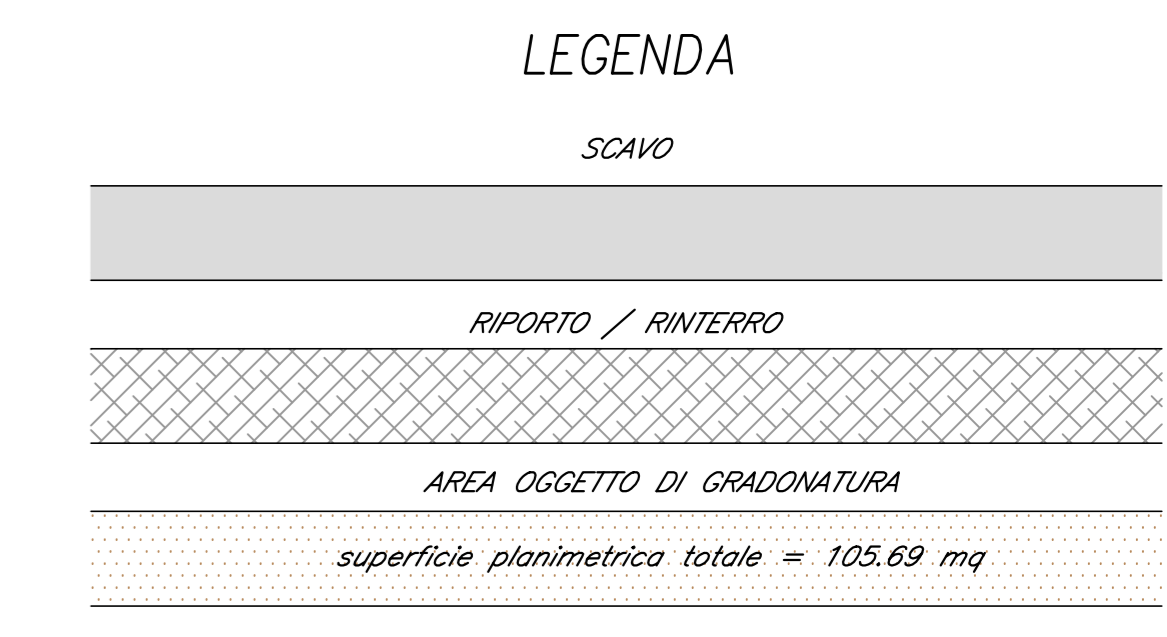 LEGENDA
SCAVO
RIPORTO / RINTERRO
AREA OGGETTO DI GRADONATURA
superficie planimetrica totale = 105.69 mq